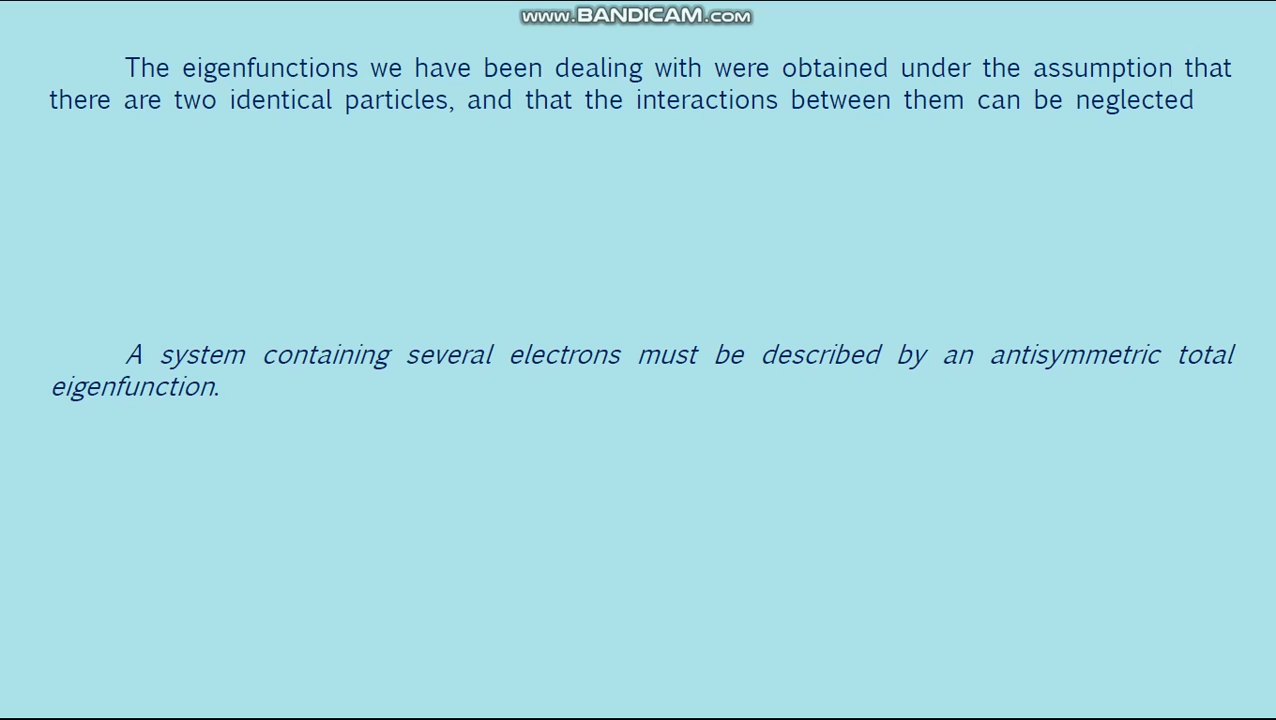 www.BANDICAM.com
The eigenfunctions we have been dealing with were obtained under the assumption that
there are two identical particles, and that the interactions between them can be neglected
A system containing several electrons must be described by an antisymmetric total
eigenfunction.